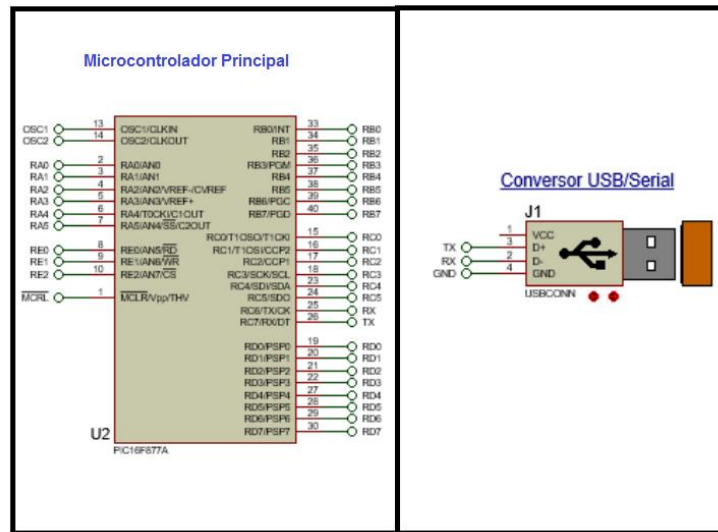 Microcontrolador Principal
OSC1 13 OSC1/CLKIN RB0/INT 33 RB0
OSC2 14 OSC2/CLKOUT RB1 34 RB1
RB2 35 RB2
RA0 2 RA0/AN0 RB3/PGM 36 RB3
RA1 3 RA1/AN1 RB4 37 RB4
RA2 4 RA2/AN2/VREF-/CVREF RB5 38 RB5
RA3 5 RA3/AN3/VREF+ RB6/PGC 39 RB6
RA4 6 RA4/T0CKI/C1OUT RB7/PGD 40 RB7
RA5 7 RA5/AN4/SS/C2OUT
RC0/T1OSO/T1CKI 15 RC0
RE0 8 RE0/AN5/RD RC1/T1OSI/CCP2 16 RC1
RE1 9 RE1/AN6/WR RC2/CCP1 17 RC2
RE2 10 RE2/AN7/CS RC3/SCK/SCL 18 RC3
RC4/SDI/SDA 23 RC4
MCRL 1 MCLR/Vpp/THV RC5/SDO 24 RC5
RC6/TX/CK 25 RX
RC7/RX/DT 26 TX
RD0/PSP0 19 RD0
RD1/PSP1 20 RD1
RD2/PSP2 21 RD2
RD3/PSP3 22 RD3
RD4/PSP4 27 RD4
RD5/PSP5 28 RD5
RD6/PSP6 29 RD6
RD7/PSP7 30 RD7
U2
PIC16F877A
Conversor USB/Serial
J1
1 VCC
TX 3 D+
RX 2 D-
GND 4 GND
USBCONN